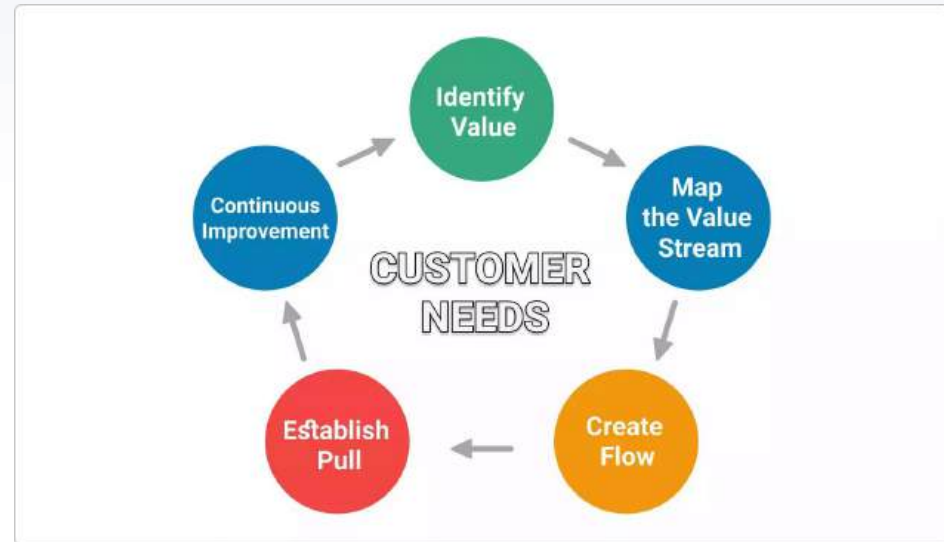 Identify
Value
Map
the Value
Stream
Create
Flow
Establish
Pull
Continuous
Improvement
CUSTOMER
NEEDS